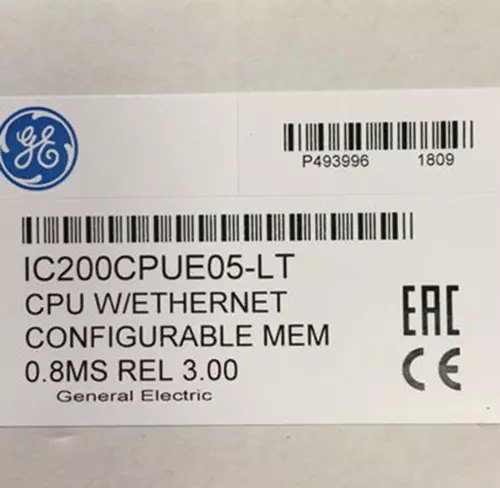 GE
P493996 1809
IC200CPUE05-LT
CPU W/ETHERNET
CONFIGURABLE MEM
0.8MS REL 3.00
General Electric
EAC
CE